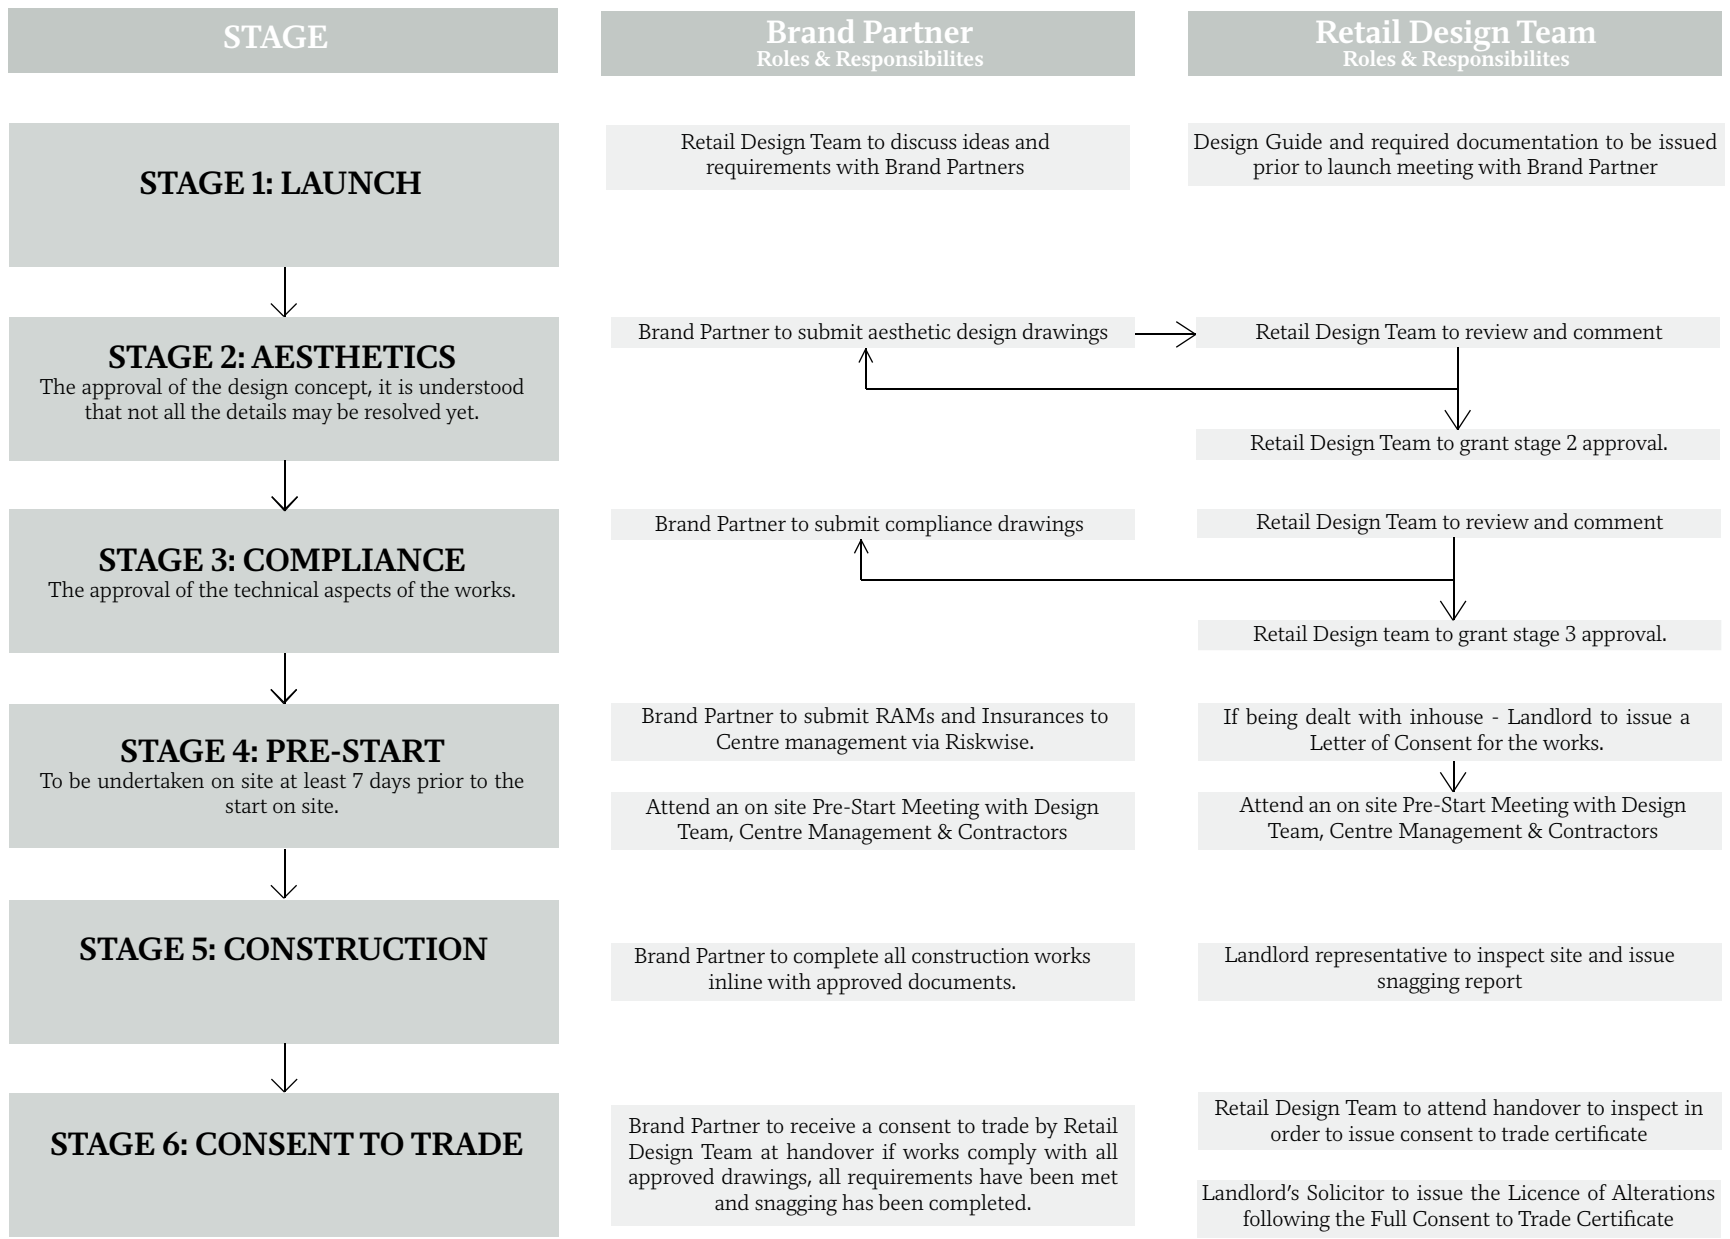 STAGE
Brand Partner
Roles & Responsibilites
Retail Design Team
Roles & Responsibilites
STAGE 1: LAUNCH
Retail Design Team to discuss ideas and
requirements with Brand Partners
Design Guide and required documentation to be issued
prior to launch meeting with Brand Partner
STAGE 2: AESTHETICS
The approval of the design concept, it is understood
that not all the details may be resolved yet.
Brand Partner to submit aesthetic design drawings
Retail Design Team to review and comment
Retail Design Team to grant stage 2 approval.
STAGE 3: COMPLIANCE
The approval of the technical aspects of the works.
Brand Partner to submit compliance drawings
Retail Design Team to review and comment
Retail Design team to grant stage 3 approval.
STAGE 4: PRE-START
To be undertaken on site at least 7 days prior to the
start on site.
Brand Partner to submit RAMs and Insurances to
Centre management via Riskwise.
If being dealt with inhouse - Landlord to issue a
Letter of Consent for the works.
Attend an on site Pre-Start Meeting with Design
Team, Centre Management & Contractors
Attend an on site Pre-Start Meeting with Design
Team, Centre Management & Contractors
STAGE 5: CONSTRUCTION
Brand Partner to complete all construction works
inline with approved documents.
Landlord representative to inspect site and issue
snagging report
STAGE 6: CONSENT TO TRADE
Brand Partner to receive a consent to trade by Retail
Design Team at handover if works comply with all
approved drawings, all requirements have been met
and snagging has been completed.
Retail Design Team to attend handover to inspect in
order to issue consent to trade certificate
Landlord’s Solicitor to issue the Licence of Alterations
following the Full Consent to Trade Certificate